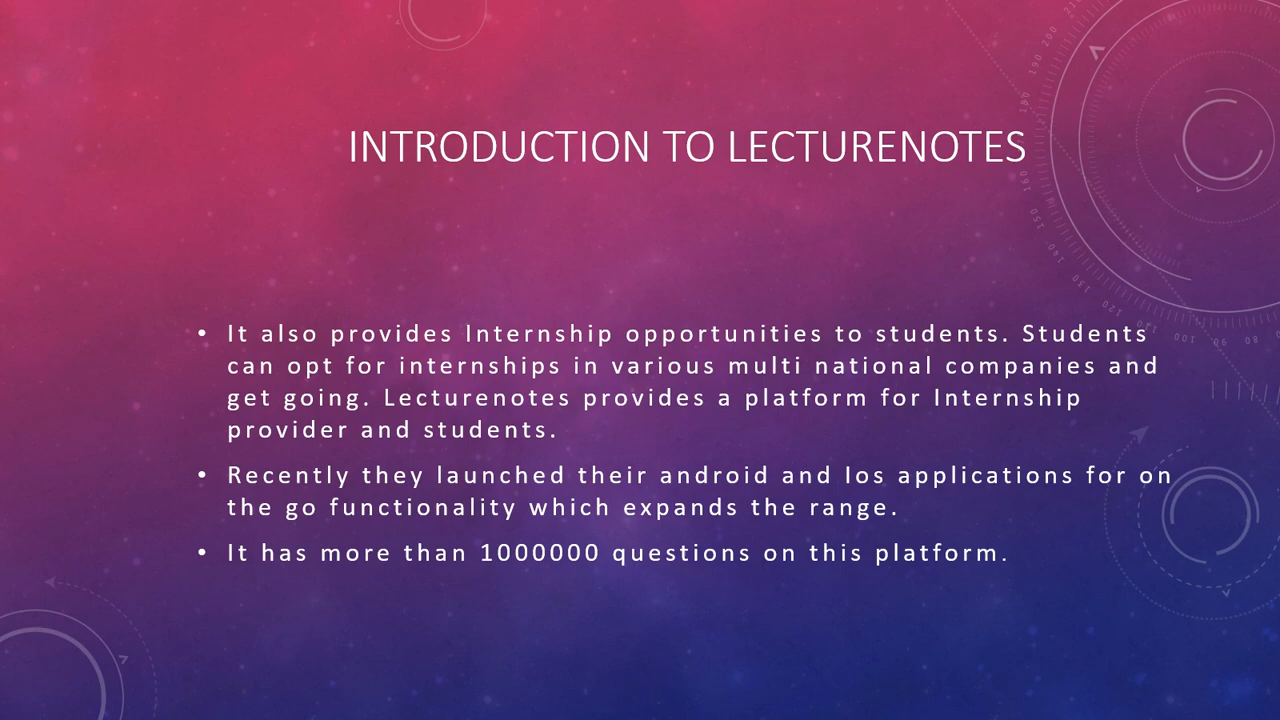 INTRODUCTION TO LECTURENOTES
• It also provides Internship opportunities to students. Students
can opt for internships in various multi national companies and
get going. Lecturenotes provides a platform for Internship
provider and students.
• Recently they launched their android and Ios applications for on
the go functionality which expands the range.
• It has more than 1000000 questions on this platform.